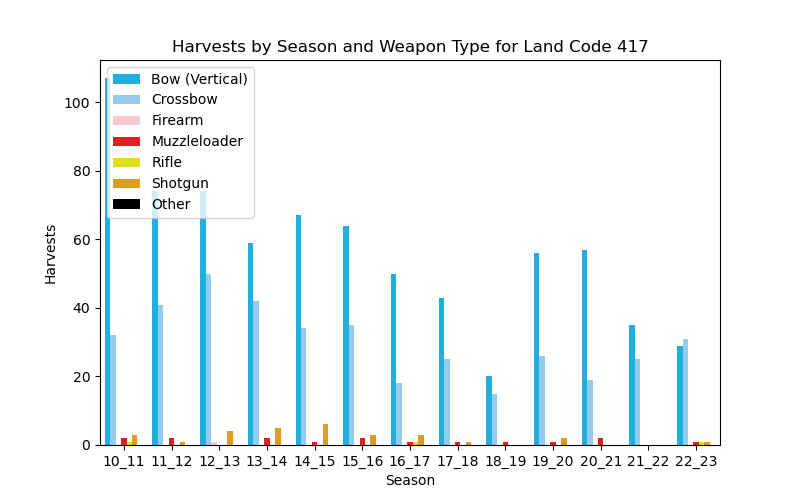 Harvests by Season and Weapon Type for Land Code 417
Bow (Vertical)
Crossbow
Firearm
Muzzleloader
Rifle
Shotgun
Other
Harvests
100
80
60
40
20
0
10_11 11_12 12_13 13_14 14_15 15_16 16_17 17_18 18_19 19_20 20_21 21_22 22_23
Season